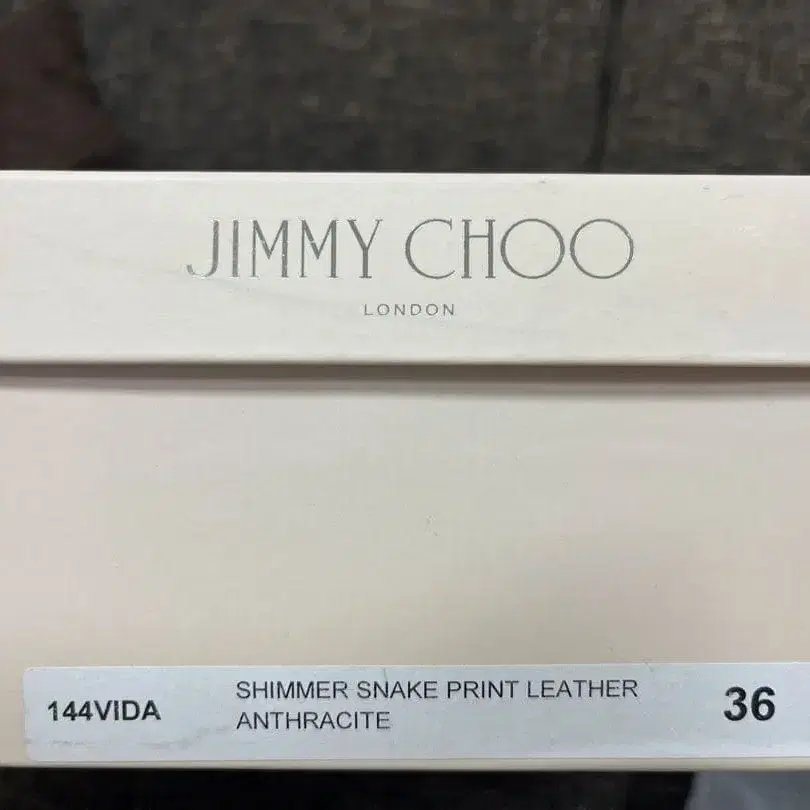 JIMMY CHOO
LONDON
144VIDA
SHIMMER SNAKE PRINT LEATHER
ANTHRACITE
36